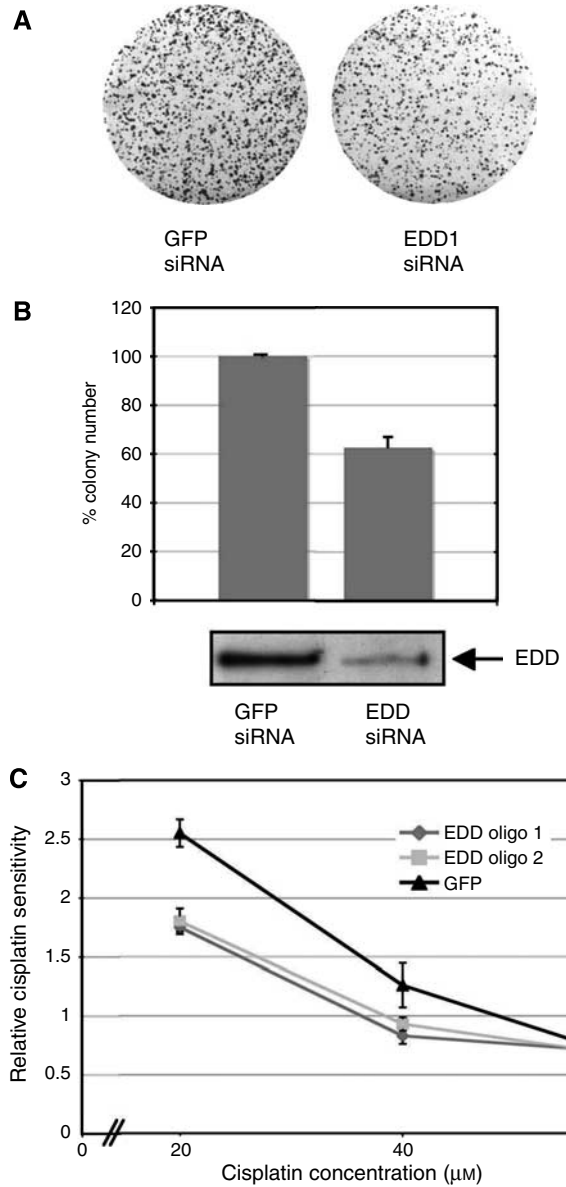 A
GFP
siRNA
EDD1
siRNA
B
% colony number
120
100
80
60
40
20
0
EDD
GFP
siRNA
EDD
siRNA
C
Relative cisplatin sensitivity
3
2.5
2
1.5
1
0.5
0
EDD oligo 1
EDD oligo 2
GFP
0
20
40
Cisplatin concentration (μM)